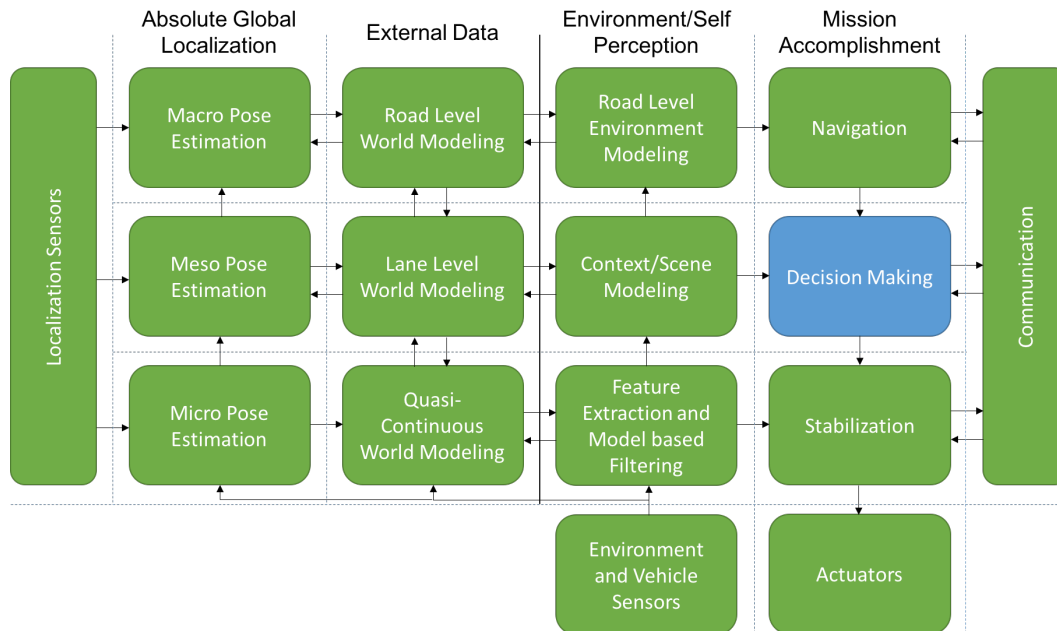 Absolute Global
Localization
External Data
Environment/Self
Perception
Mission
Accomplishment
Localization Sensors
Macro Pose
Estimation
Road Level
World Modeling
Road Level
Environment
Modeling
Navigation
Meso Pose
Estimation
Lane Level
World Modeling
Context/Scene
Modeling
Decision Making
Communication
Micro Pose
Estimation
Quasi-
Continuous
World Modeling
Feature
Extraction and
Model based
Filtering
Stabilization
Environment
and Vehicle
Sensors
Actuators